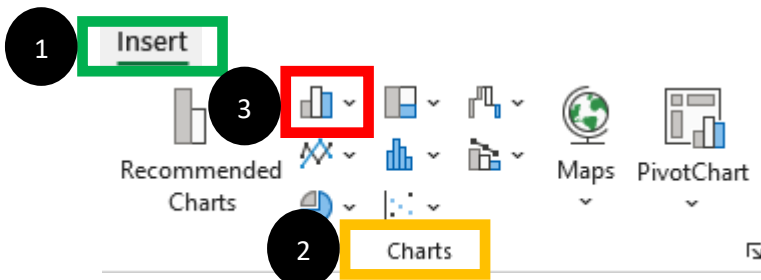 1
Insert
3
Recommended
Charts
Maps
PivotChart
2
Charts